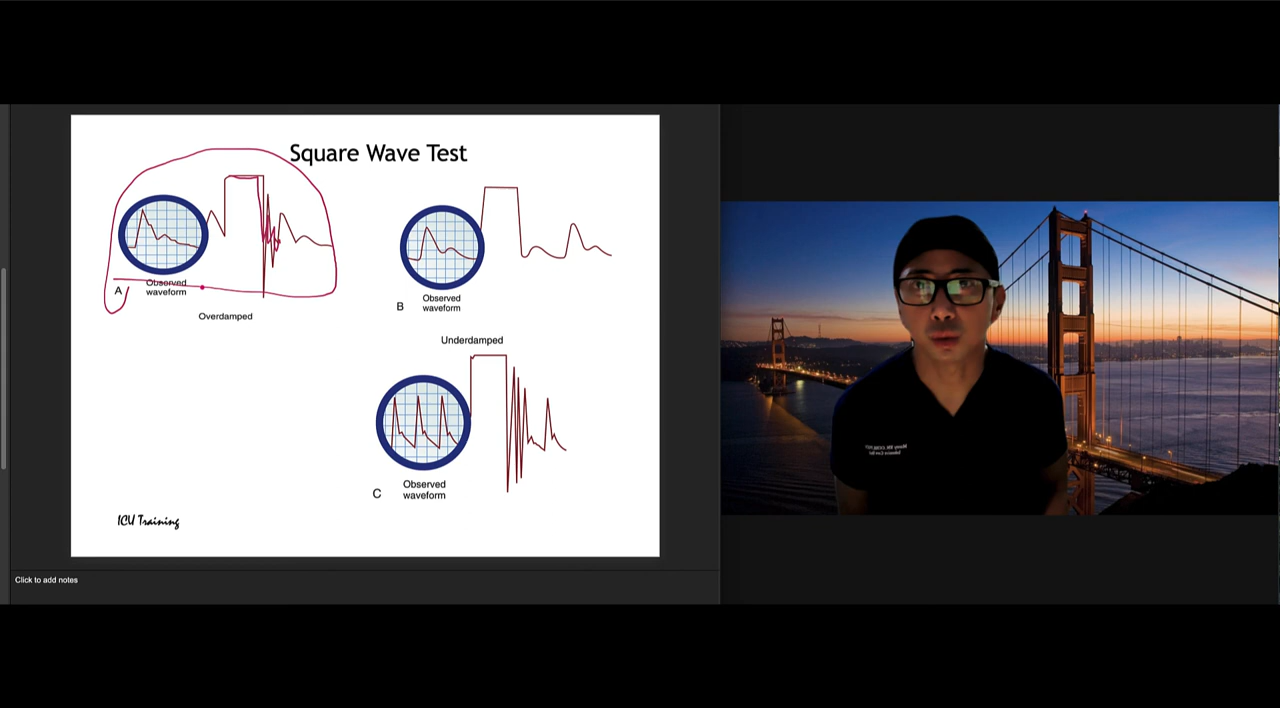 Square Wave Test
Observed
waveform
A
Overdamped
Observed
waveform
B
Underdamped
Observed
waveform
C
ICU Training
Click to add notes